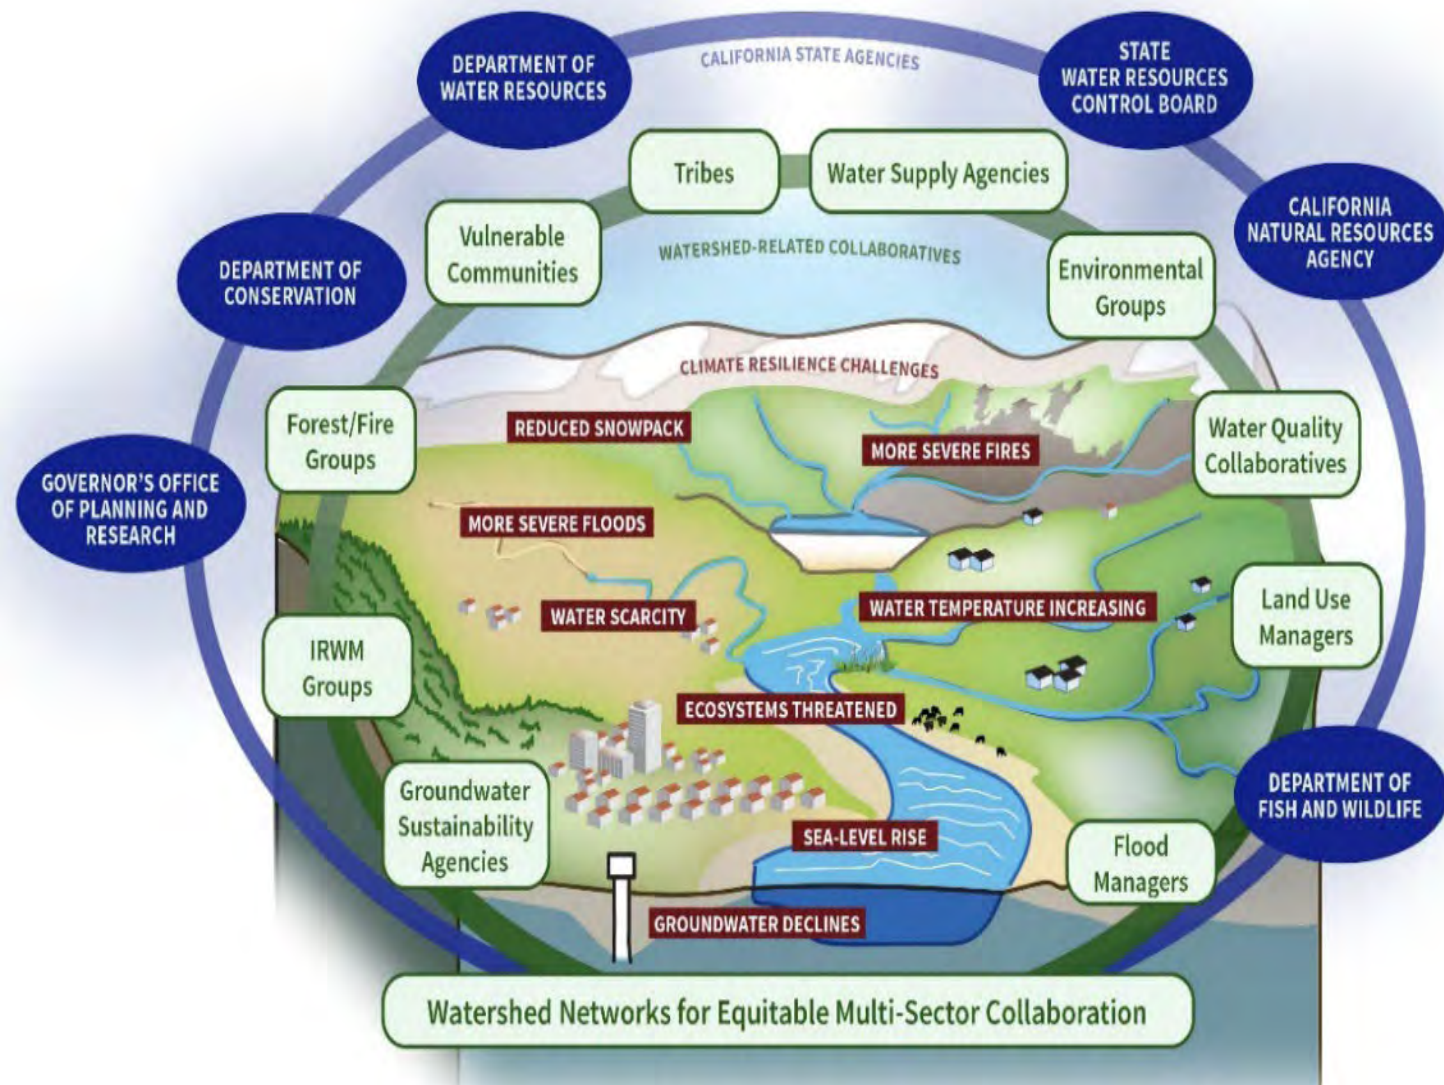 DEPARTMENT OF
WATER RESOURCES
CALIFORNIA STATE AGENCIES
STATE
WATER RESOURCES
CONTROL BOARD
Tribes
Water Supply Agencies
CALIFORNIA
NATURAL RESOURCES
AGENCY
Vulnerable
Communities
WATERSHED-RELATED COLLABORATIVES
Environmental
Groups
DEPARTMENT OF
CONSERVATION
CLIMATE RESILIENCE CHALLENGES
Forest/Fire
Groups
REDUCED SNOWPACK
MORE SEVERE FIRES
Water Quality
Collaboratives
GOVERNOR'S OFFICE
OF PLANNING AND
RESEARCH
MORE SEVERE FLOODS
WATER SCARCITY
WATER TEMPERATURE INCREASING
Land Use
Managers
IRWM
Groups
ECOSYSTEMS THREATENED
DEPARTMENT OF
FISH AND WILDLIFE
Groundwater
Sustainability
Agencies
SEA-LEVEL RISE
Flood
Managers
GROUNDWATER DECLINES
Watershed Networks for Equitable Multi-Sector Collaboration